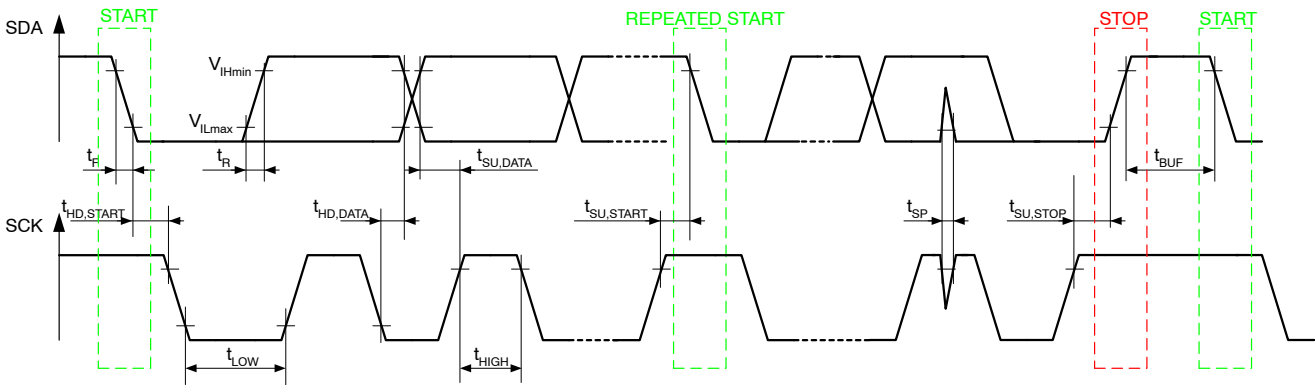 START
REPEATED START
STOP
START
SDA
VIHmin
VILmax
tF
tR
tSU,DATA
tBUF
tHD,START
tHD,DATA
tSU,START
tSP
tSU,STOP
SCK
tLOW
tHIGH